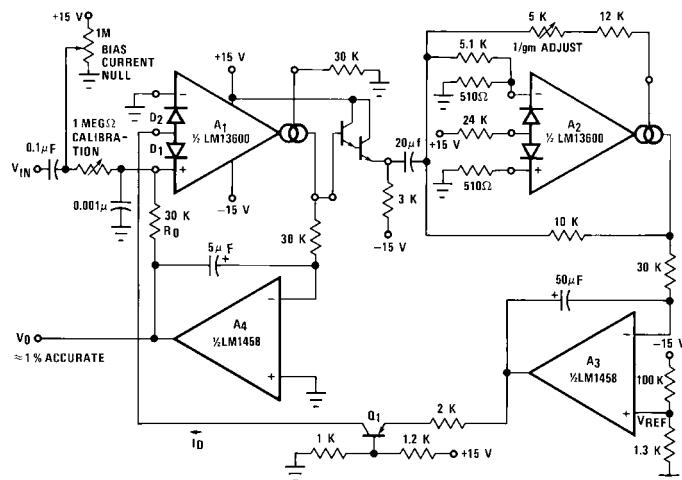 +15 V
1M
BIAS
CURRENT
NULL
1 MEGΩ
CALIBRA-
TION
0.1μF
VIN
0.001μ
30 K
RO
D2
D1
−
+
A1
½ LM13600
+15 V
−15 V
30 K
30 K
5μF
+
3 K
−15 V
20μf
5 K
1/gm ADJUST
12 K
5.1 K
510Ω
24 K
+15 V
510Ω
−
+
A2
½ LM13600
10 K
30 K
50μF
+
A3
½LM1458
−
+
−15 V
100K
VREF
1.3 K
A4
½LM1458
−
+
VO
≈1% ACCURATE
ID
Q1
2 K
1 K
1.2 K
+15 V